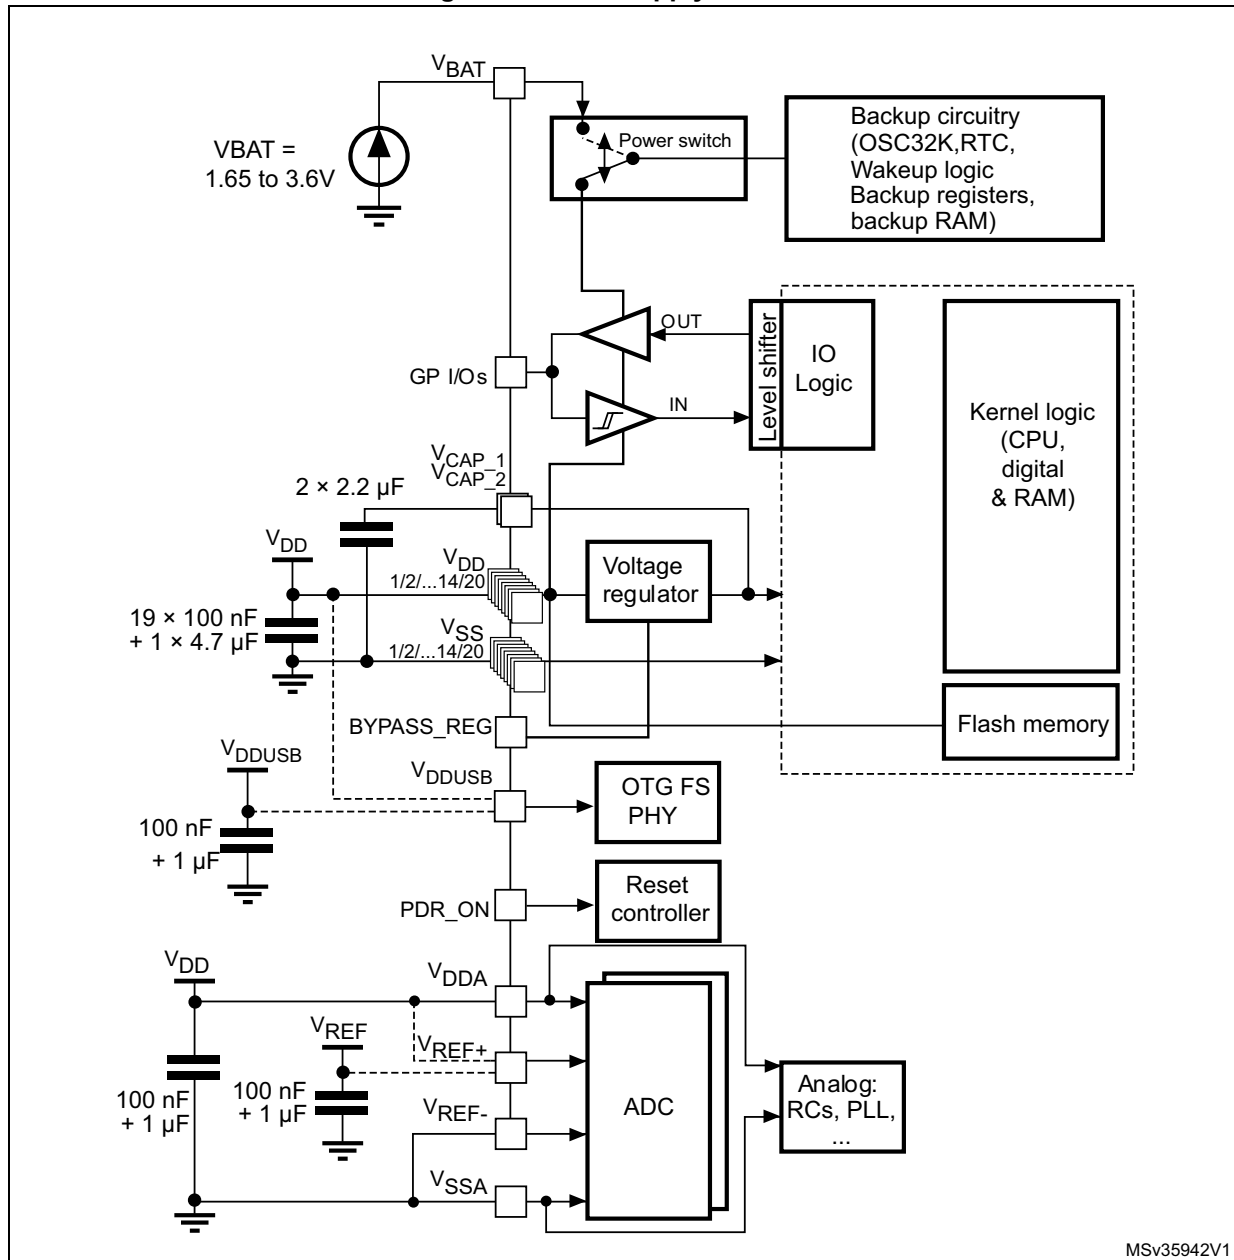 VBAT
VBAT =
1.65 to 3.6V
Power switch
Backup circuitry
(OSC32K,RTC,
Wakeup logic
Backup registers,
backup RAM)
OUT
GP I/Os
IN
Level shifter
IO
Logic
Kernel logic
(CPU,
digital
& RAM)
VCAP_1
VCAP_2
2 × 2.2 µF
VDD
VDD
1/2/...14/20
Voltage
regulator
19 × 100 nF
+ 1 × 4.7 µF
VSS
1/2/...14/20
BYPASS_REG
Flash memory
VDDUSB
VDDUSB
OTG FS
PHY
100 nF
+ 1 µF
PDR_ON
Reset
controller
VDD
VDDA
VREF
VREF+
100 nF
+ 1 µF
100 nF
+ 1 µF
VREF-
ADC
Analog:
RCs, PLL,
...
VSSA
MSv35942V1